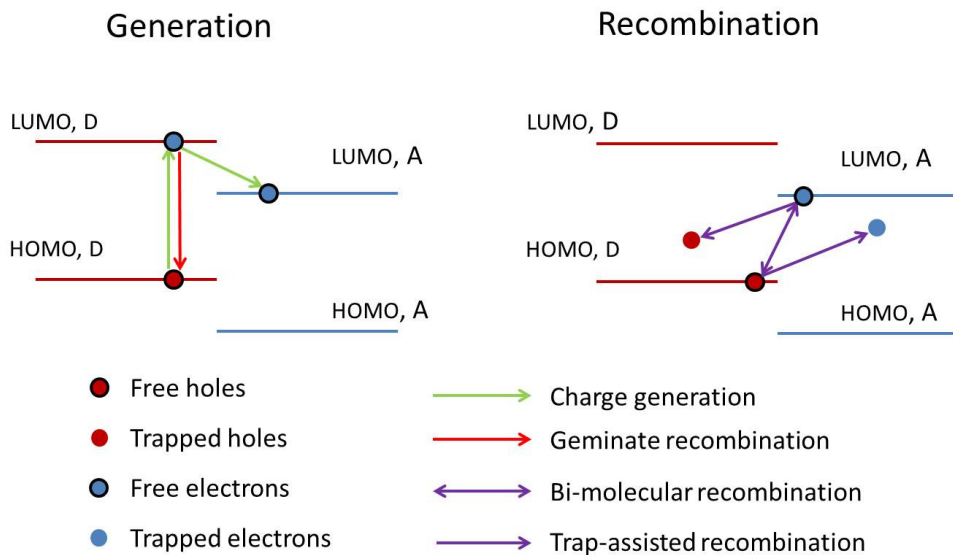 Generation
Recombination
LUMO, D
LUMO, A
HOMO, D
HOMO, A
LUMO, D
LUMO, A
HOMO, D
HOMO, A
Free holes
Trapped holes
Free electrons
Trapped electrons
Charge generation
Geminate recombination
Bi-molecular recombination
Trap-assisted recombination